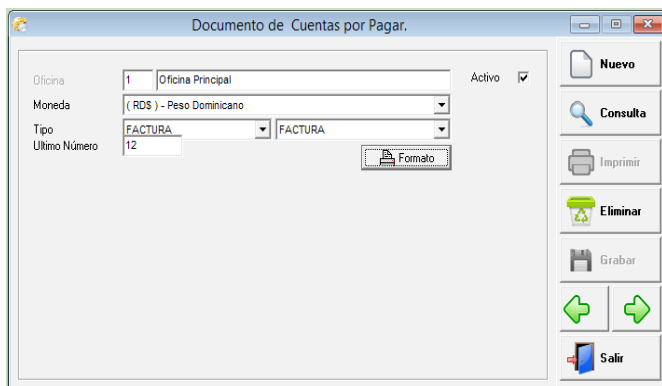 Documento de Cuentas por Pagar.
Oficina 1 Oficina Principal Activo
Moneda ( RD$ ) - Peso Dominicano
Tipo FACTURA FACTURA
Ultimo Número 12
Formato
Nuevo
Consulta
Imprimir
Eliminar
Grabar
Salir